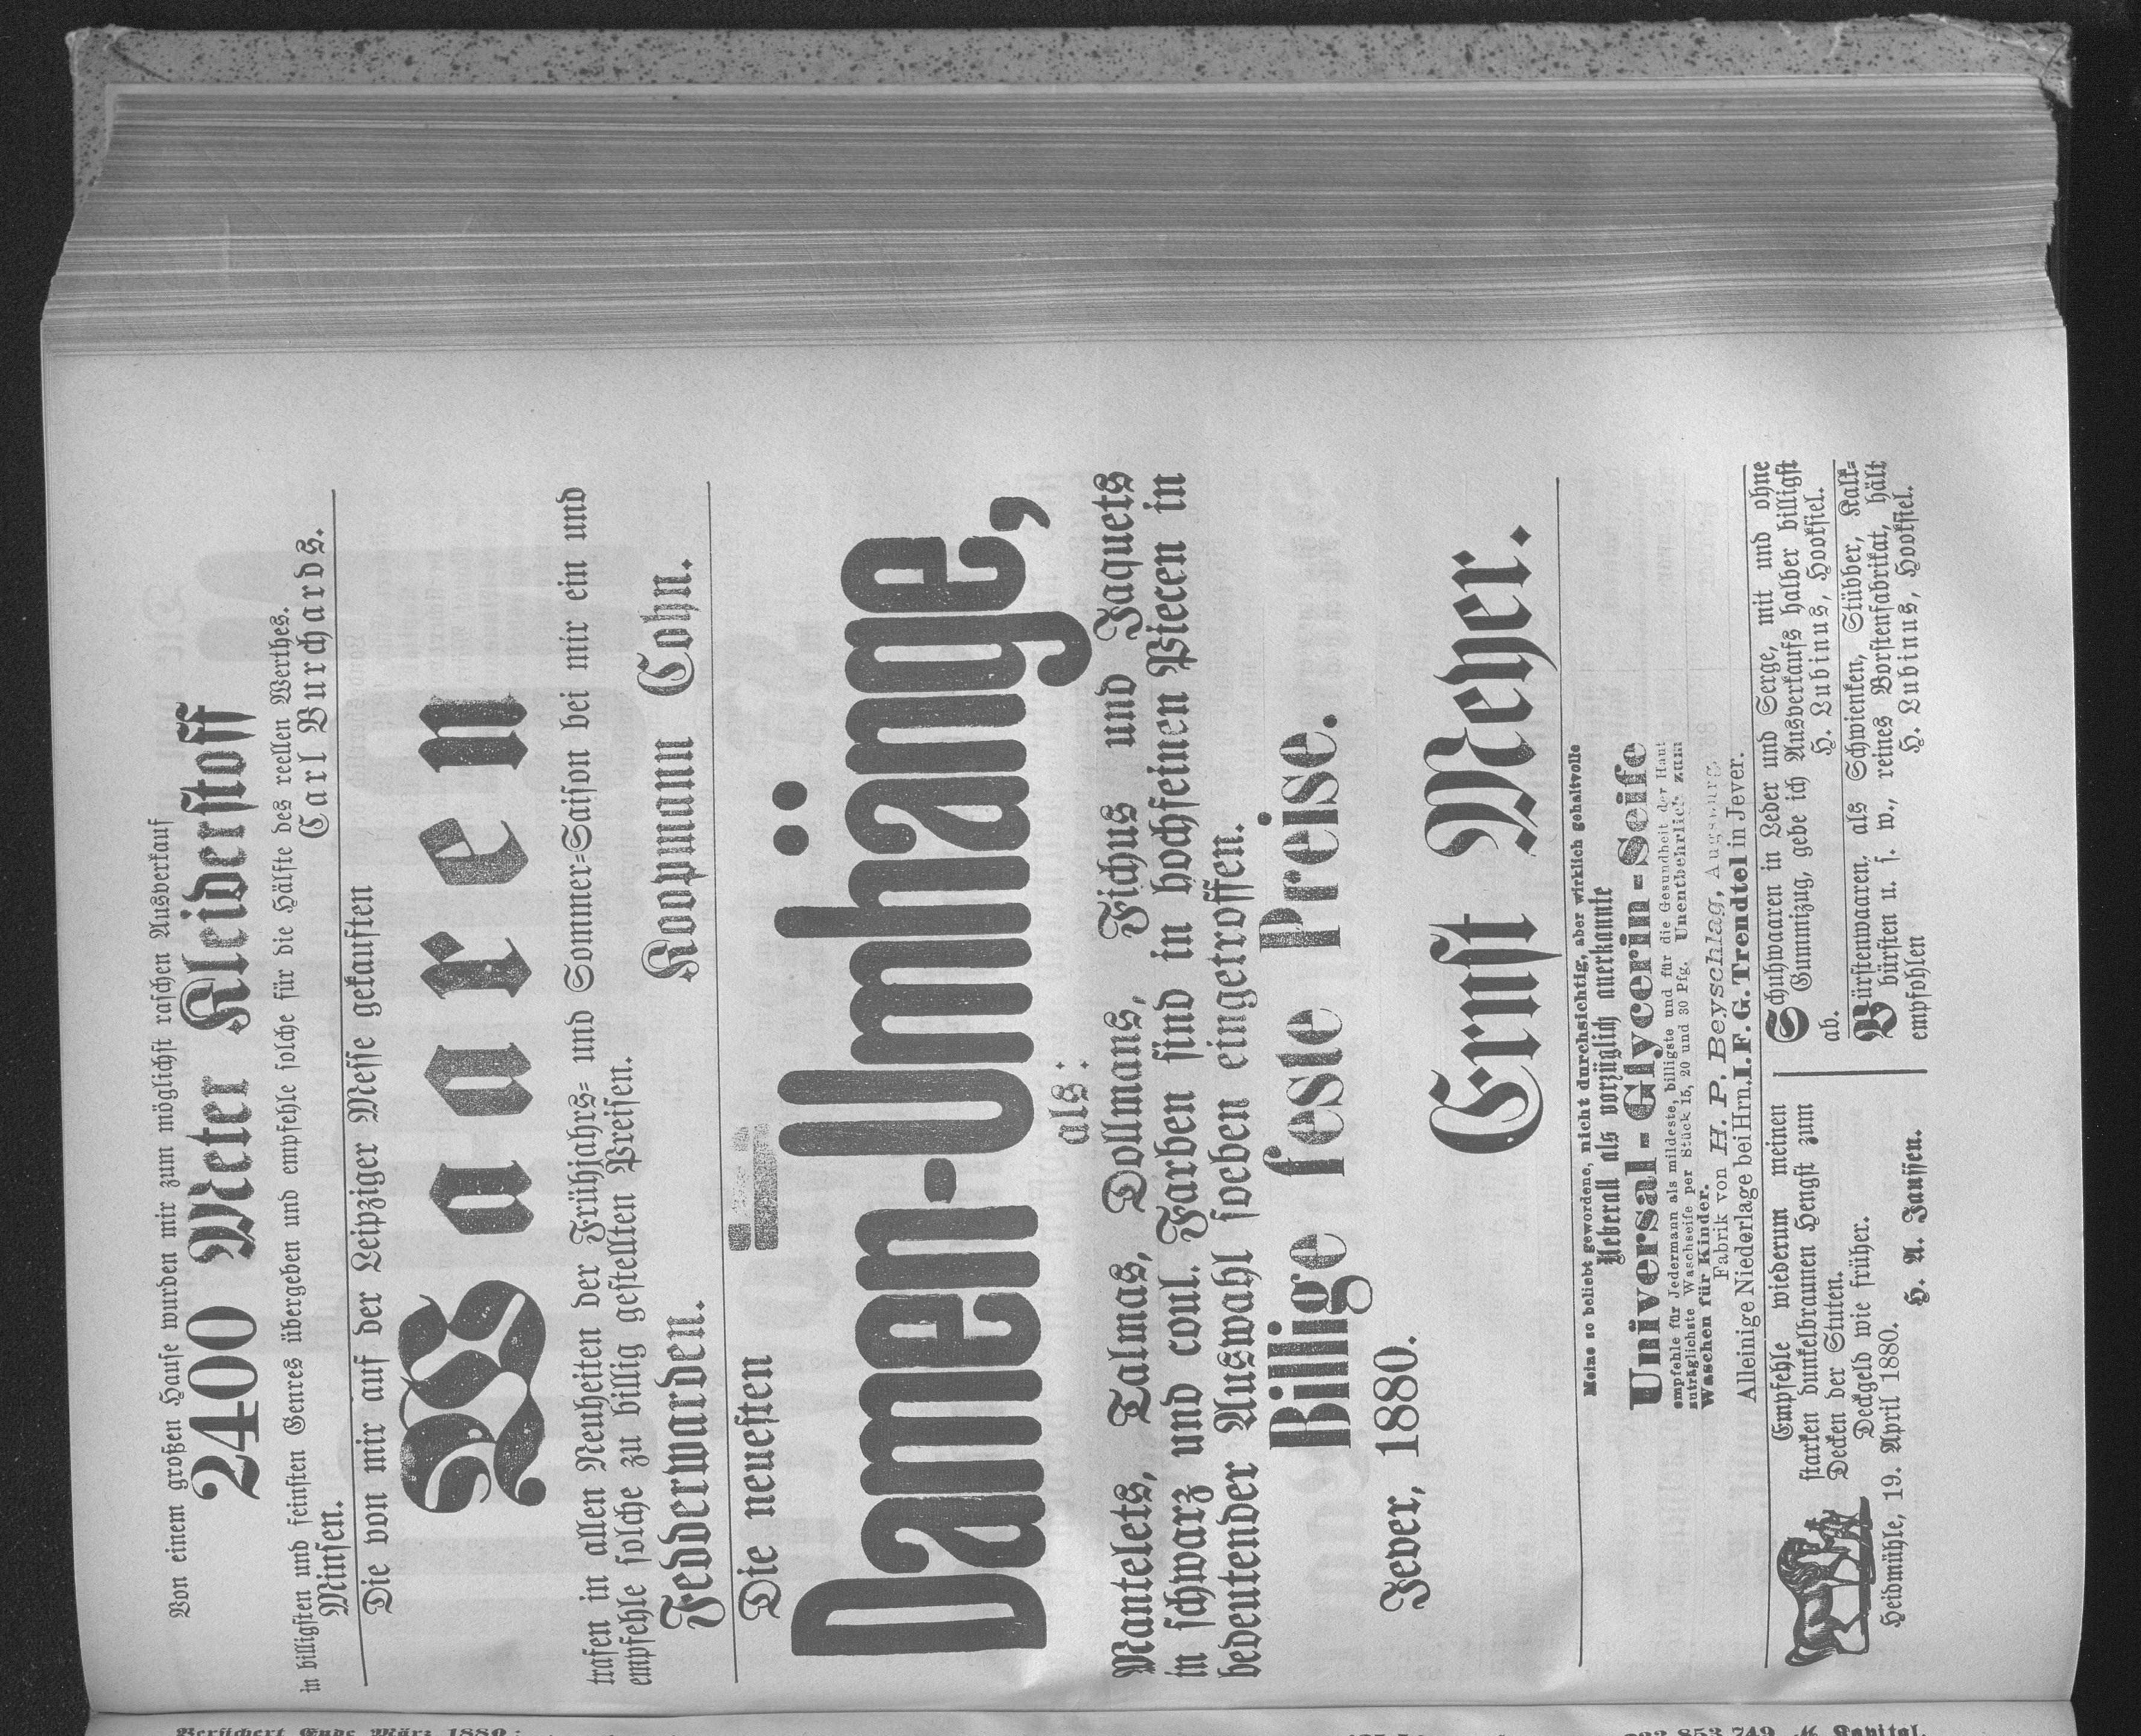 Von einem großen Hause wurden mir zum möglichst raschen Ausverkauf
2400 Meter Kleiderstoff
in billigsten und feinsten Genres übergeben und empfehle solche für die Hälfte des reellen Werthes.
Minsen. Carl Burchards.
Die von mir auf der Leipziger Messe gekauften
Waaren
trafen in allen Neuheiten der Frühjahrs- und Sommer-Saison bei mir ein und
empfehle solche zu billig gestellten Preisen.
Fedderwarden. Koopmann Cohn.
Die neuesten
Damen-Umhänge,
als:
Mantelets, Talmas, Dollmans, Fichus und Jaquets
in schwarz und coul. Farben sind in hochfeinen Piecen in
bedeutender Auswahl soeben eingetroffen.
Billige feste Preise.
Jever, 1880.
Ernst Meyer.
Meine so beliebt gewordene, nicht durchsichtig, aber wirklich gehaltvolle
Ueberall als vorzüglich anerkannte
Universal-Glycerin-Seife
empfehle für Jedermann als mildeste, billigste und für die Gesundheit der Haut
zuträglichste Waschseife per Stück 15, 20 und 30 Pfg. Unentbehrlich zum
Waschen für Kinder.
Fabrik von H. P. Beyschlag, Augsburg.
Alleinige Niederlage bei Hrn. I. F. G. Trendtel in Jever.
Empfehle wiederum meinen
starken dunkelbraunen Hengst zum
Decken der Stuten.
Deckgeld wie früher.
Heidmühle, 19. April 1880.
H. A. Janssen.
Schuhwaaren in Leder und Serge, mit und ohne
Gummizug, gebe ich Ausverkaufs halber billigst
ab. H. Lubinus, Hooksiel.
Bürstenwaaren, als Schwienken, Stübber, Kalk-
bürsten u. s. w., reines Borstenfabrikat, hält
empfohlen H. Lubinus, Hooksiel.
Versichert Ende März 1880:
853 749 M Capital.